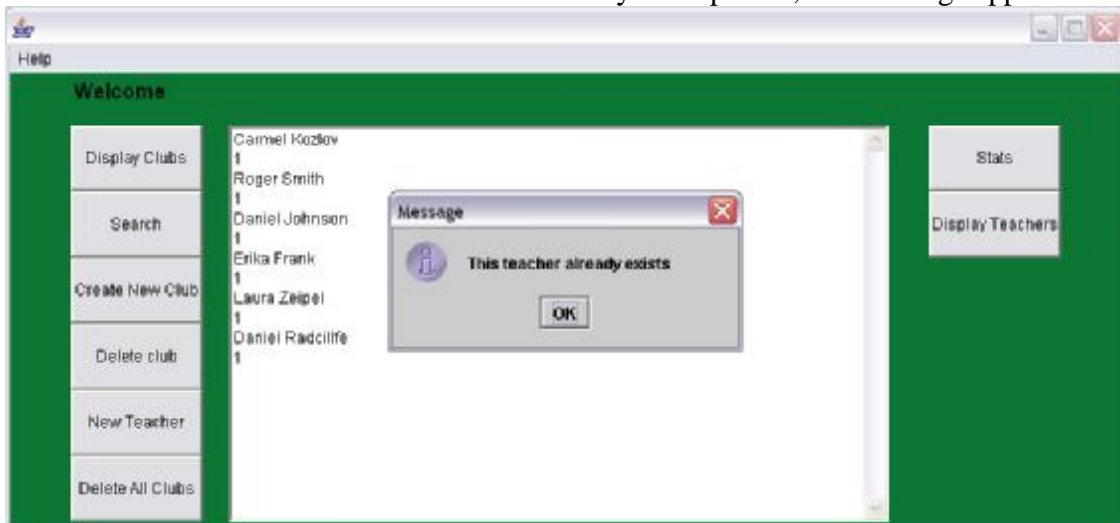 Help
Welcome
Display Clubs
Search
Create New Club
Delete club
New Teacher
Delete All Clubs
Carmel Kozlov
1
Roger Smith
1
Daniel Johnson
1
Erika Frank
1
Laura Zeipel
1
Daniel Radcilife
1
Message
This teacher already exists
OK
Stats
Display Teachers